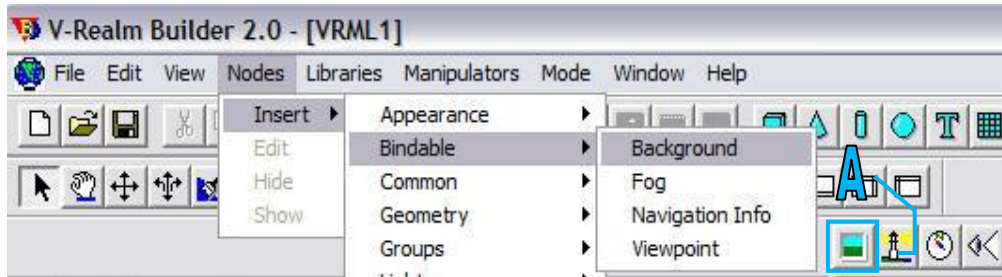 V-Realm Builder 2.0 - [VRML1]
File Edit View Nodes Libraries Manipulators Mode Window Help
Insert Appearance
T
Edit Bindable Background
Hide Common Fog
A
Show Geometry Navigation Info
Groups Viewpoint